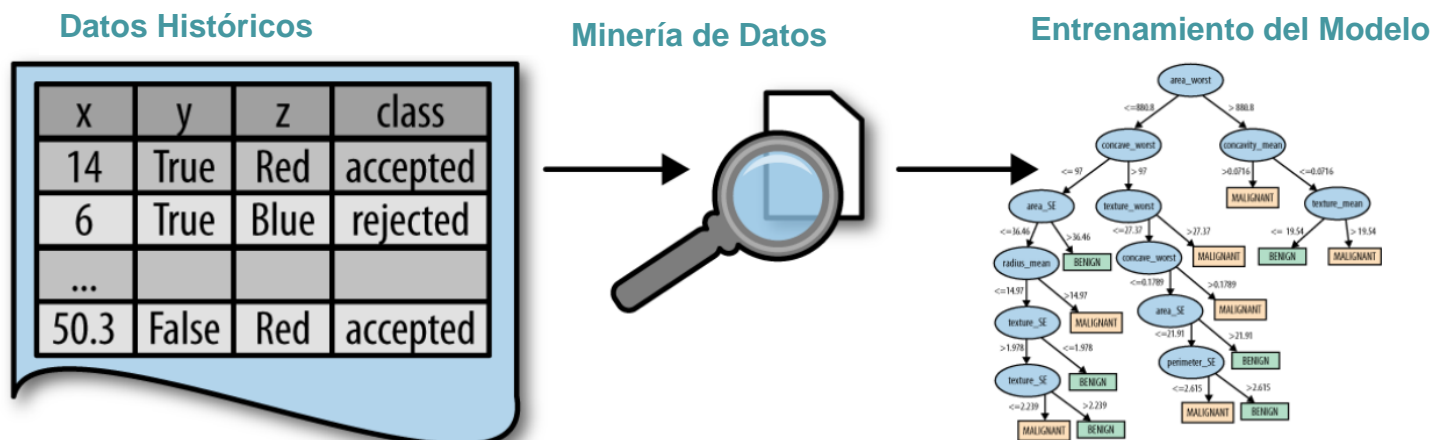 Datos Históricos
Minería de Datos
Entrenamiento del Modelo
x y z class
14 True Red accepted
6 True Blue rejected
...
50.3 False Red accepted
area_worst
<=880.8 > 880.8
concave_worst concavity_mean
<= 97 > 97 >0.0716 <=0.0716
MALIGNANT
area_SE texture_worst texture_mean
<=36.46 >36.46 <=27.37 >27.37 <= 19.54 > 19.54
radius_mean BENIGN concave_worst MALIGNANT BENIGN MALIGNANT
<=14.97 >14.97 <=0.1789 >0.1789
texture_SE MALIGNANT area_SE MALIGNANT
>1.978 <=1.978 <=21.91 >21.91
texture_SE BENIGN perimeter_SE BENIGN
<=2.239 >2.239 <=2.615 >2.615
MALIGNANT BENIGN MALIGNANT BENIGN